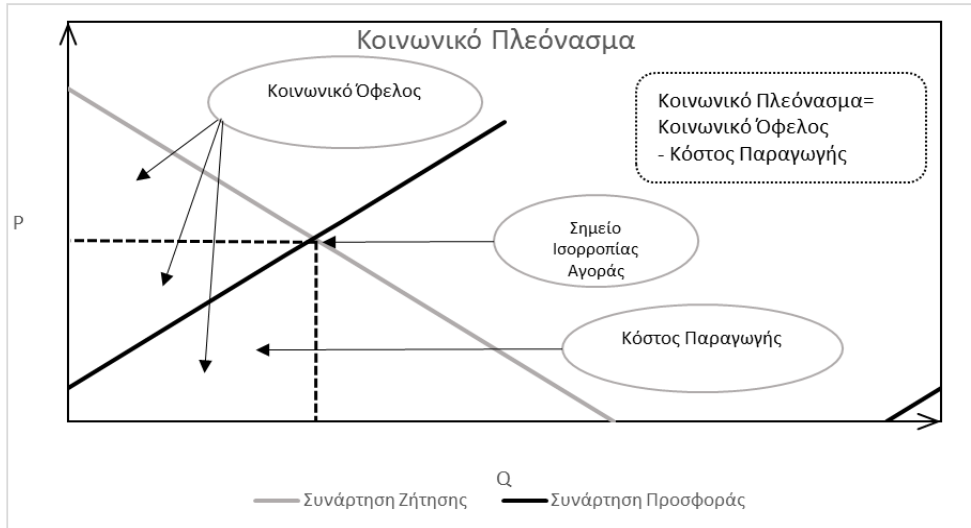 Κοινωνικό Πλεόνασμα
Κοινωνικό Όφελος
Κοινωνικό Πλεόνασμα=
Κοινωνικό Όφελος
- Κόστος Παραγωγής
P
Σημείο
Ισορροπίας
Αγοράς
Κόστος Παραγωγής
Q
Συνάρτηση Ζήτησης
Συνάρτηση Προσφοράς